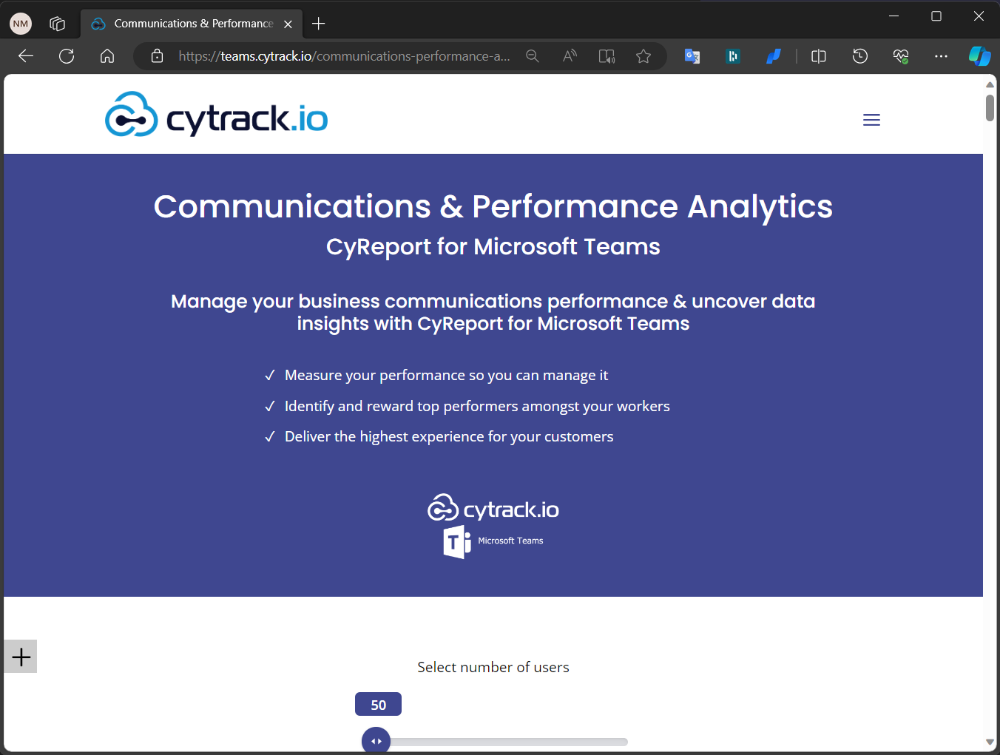 NM
Communications & Performance
https://teams.cytrack.io/communications-performance-a...
cytrack.io
Communications & Performance Analytics
CyReport for Microsoft Teams
Manage your business communications performance & uncover data
insights with CyReport for Microsoft Teams
✓ Measure your performance so you can manage it
✓ Identify and reward top performers amongst your workers
✓ Deliver the highest experience for your customers
cytrack.io
Microsoft Teams
Select number of users
50